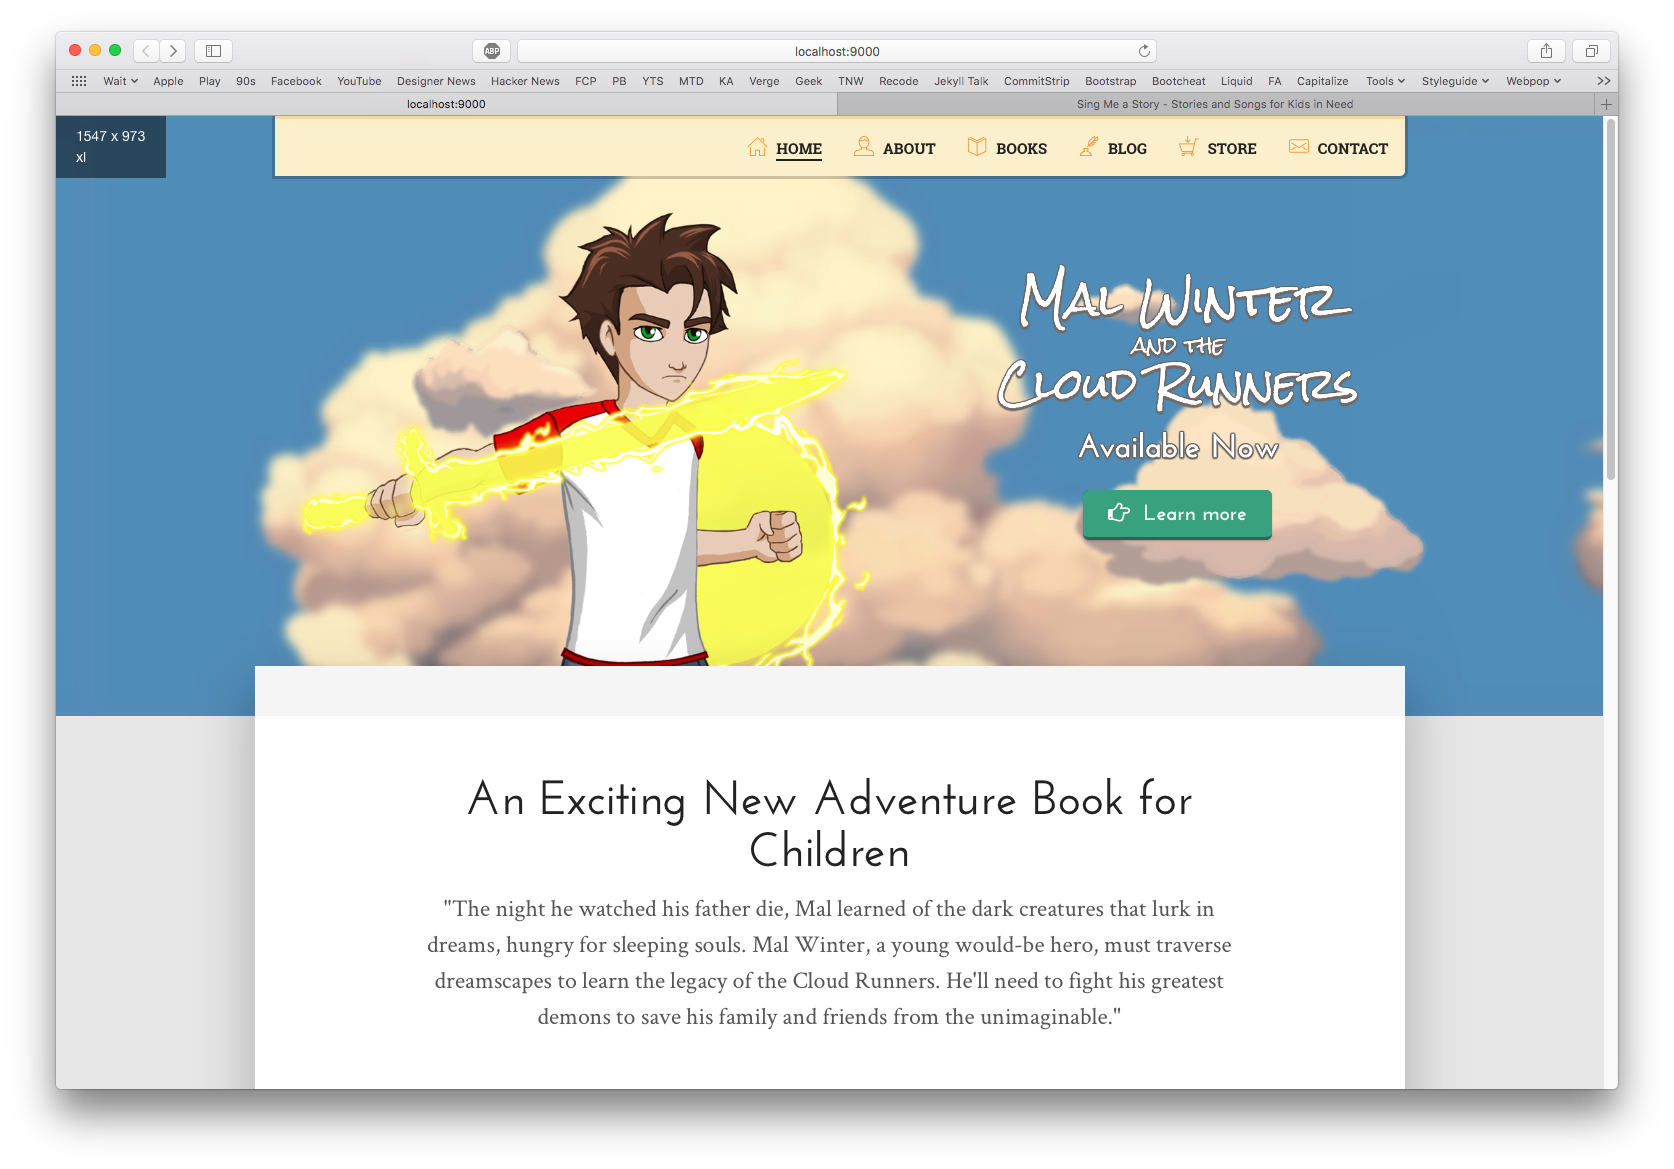 ABP
localhost:9000
Wait Apple Play 90s Facebook YouTube Designer News Hacker News FCP PB YTS MTD KA Verge Geek TNW Recode Jekyll Talk CommitStrip Bootstrap Bootcheat Liquid FA Capitalize Tools Styleguide Webpop
localhost:9000 Sing Me a Story - Stories and Songs for Kids in Need
1547 x 973
xl
HOME ABOUT BOOKS BLOG STORE CONTACT
MAL WINTER
AND THE
CLOUD RUNNERS
Available Now
Learn more
An Exciting New Adventure Book for
Children
"The night he watched his father die, Mal learned of the dark creatures that lurk in
dreams, hungry for sleeping souls. Mal Winter, a young would-be hero, must traverse
dreamscapes to learn the legacy of the Cloud Runners. He'll need to fight his greatest
demons to save his family and friends from the unimaginable."